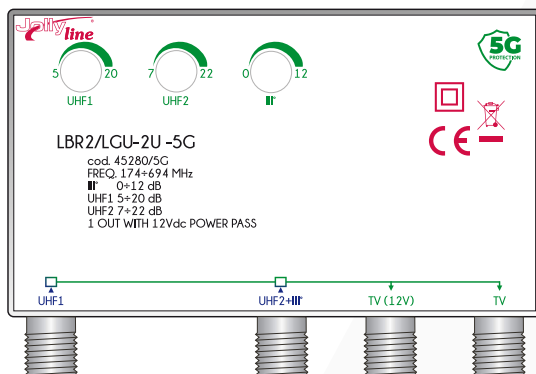 Jolly line
5G
PROTECTION
5 20 7 22 0 12
UHF1 UHF2 III°
LBR2/LGU-2U -5G
cod. 45280/5G
FREQ. 174÷694 MHz
III° 0÷12 dB
UHF1 5÷20 dB
UHF2 7÷22 dB
1 OUT WITH 12Vdc POWER PASS
CE
UHF1 UHF2+III° TV (12V) TV